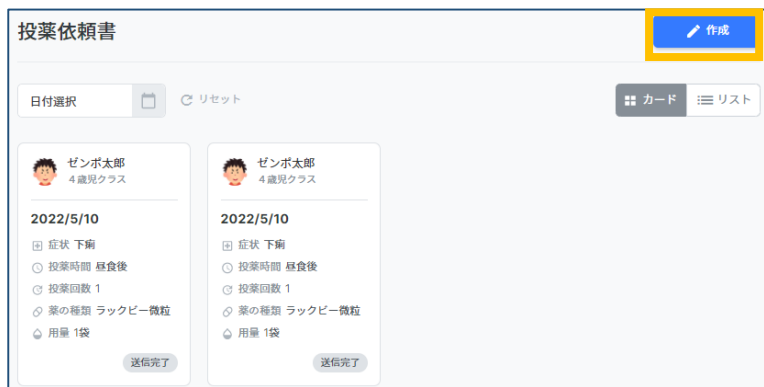 投薬依頼書
作成
日付選択
リセット
カード
リスト
ゼンポ太郎
4歳児クラス
2022/5/10
症状 下痢
投薬時間 昼食後
投薬回数 1
薬の種類 ラックビー微粒
用量 1袋
送信完了
ゼンポ太郎
4歳児クラス
2022/5/10
症状 下痢
投薬時間 昼食後
投薬回数 1
薬の種類 ラックビー微粒
用量 1袋
送信完了